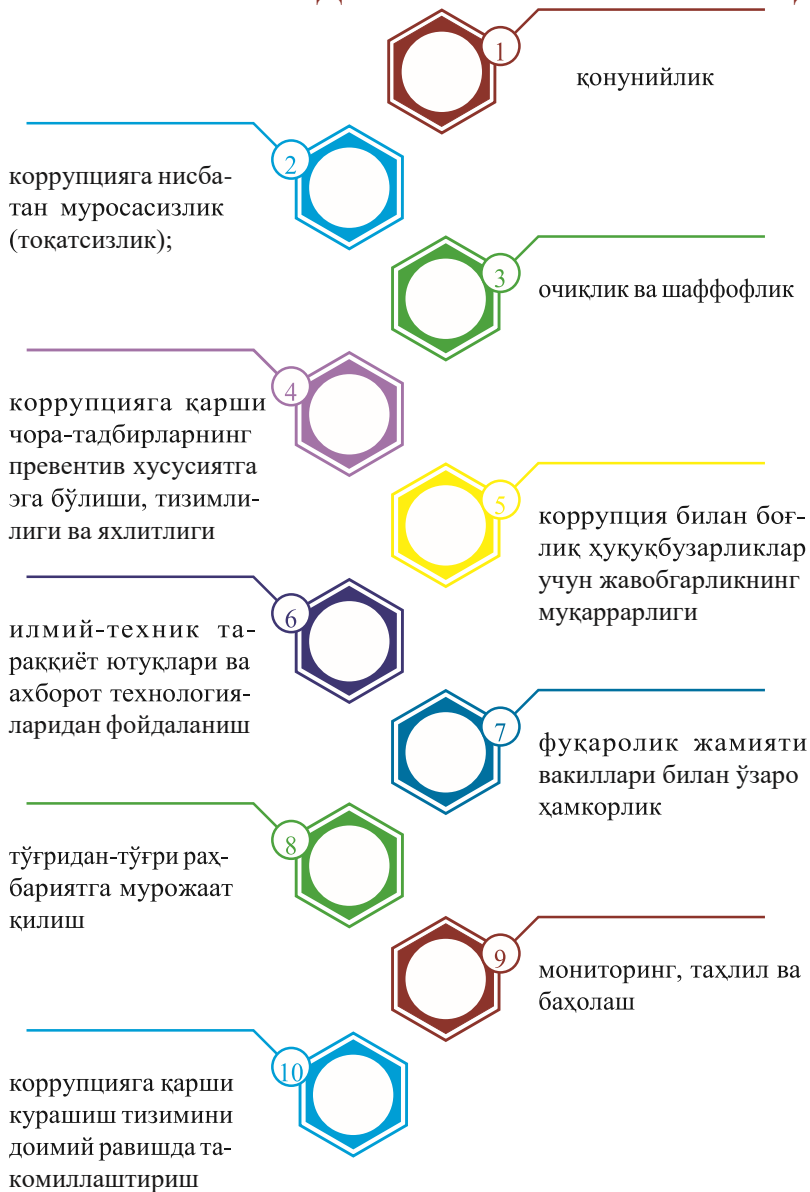 1
қонунийлик
2
коррупцияга нисба-
тан муросасизлик
(тоқатсизлик);
3
очиқлик ва шаффофлик
4
коррупцияга қарши
чора-тадбирларнинг
превентив хусусиятга
эга бўлиши, тизимли-
лиги ва яхлитлиги
5
коррупция билан боғ-
лиқ ҳуқуқбузарликлар
учун жавобгарликнинг
муқаррарлиги
6
илмий-техник та-
раққиёт ютуқлари ва
ахборот технология-
ларидан фойдаланиш
7
фуқаролик жамияти
вакиллари билан ўзаро
ҳамкорлик
8
тўғридан-тўғри раҳ-
бариятга мурожаат
қилиш
9
мониторинг, таҳлил ва
баҳолаш
10
коррупцияга қарши
курашиш тизимини
доимий равишда та-
комиллаштириш